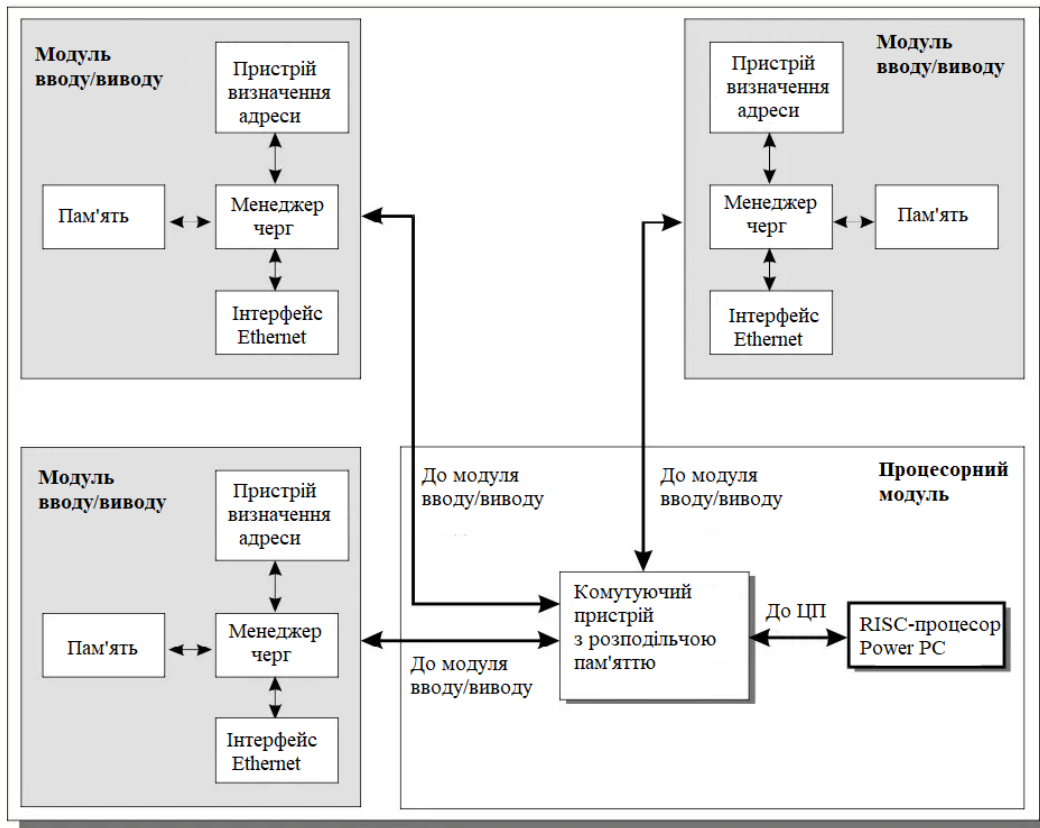 Модуль
вводу/виводу
Пристрій
визначення
адреси
Пам'ять
Менеджер
черг
Інтерфейс
Ethernet
Модуль
вводу/виводу
Пристрій
визначення
адреси
Менеджер
черг
Пам'ять
Інтерфейс
Ethernet
Модуль
вводу/виводу
Пристрій
визначення
адреси
Пам'ять
Менеджер
черг
Інтерфейс
Ethernet
До модуля
вводу/виводу
До модуля
вводу/виводу
Процесорний
модуль
До модуля
вводу/виводу
Комутуючий
пристрій
з розподільчою
пам'яттю
До ЦП
RISC-процесор
Power PC